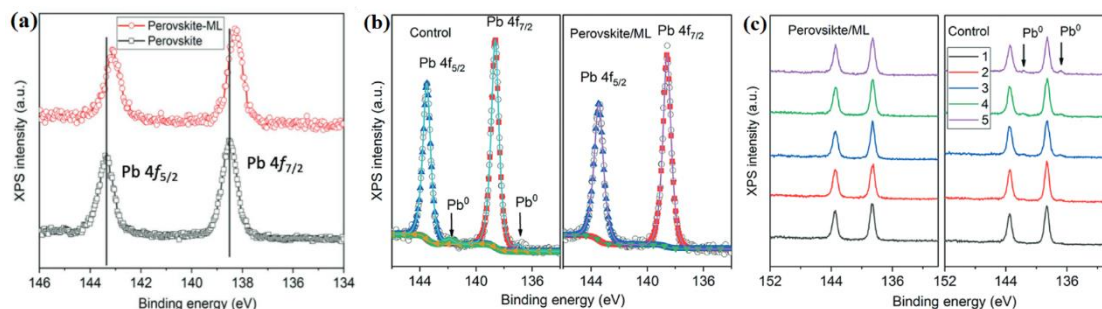 (a)
Perovskite-ML
Perovskite
Pb 4f5/2
Pb 4f7/2
XPS intensity (a.u.)
146 144 142 140 138 136 134
Binding energy (eV)
(b)
Control
Pb 4f7/2
Pb 4f5/2
Pb⁰
Pb⁰
Perovskite/ML
Pb 4f7/2
Pb 4f5/2
XPS intensity (a.u.)
144 140 136 144 140 136
Binding energy (eV)
(c)
Perovsikte/ML
Control
Pb⁰
Pb⁰
1
2
3
4
5
XPS intensity (a.u.)
152 144 136 152 144 136
Binding energy (eV)